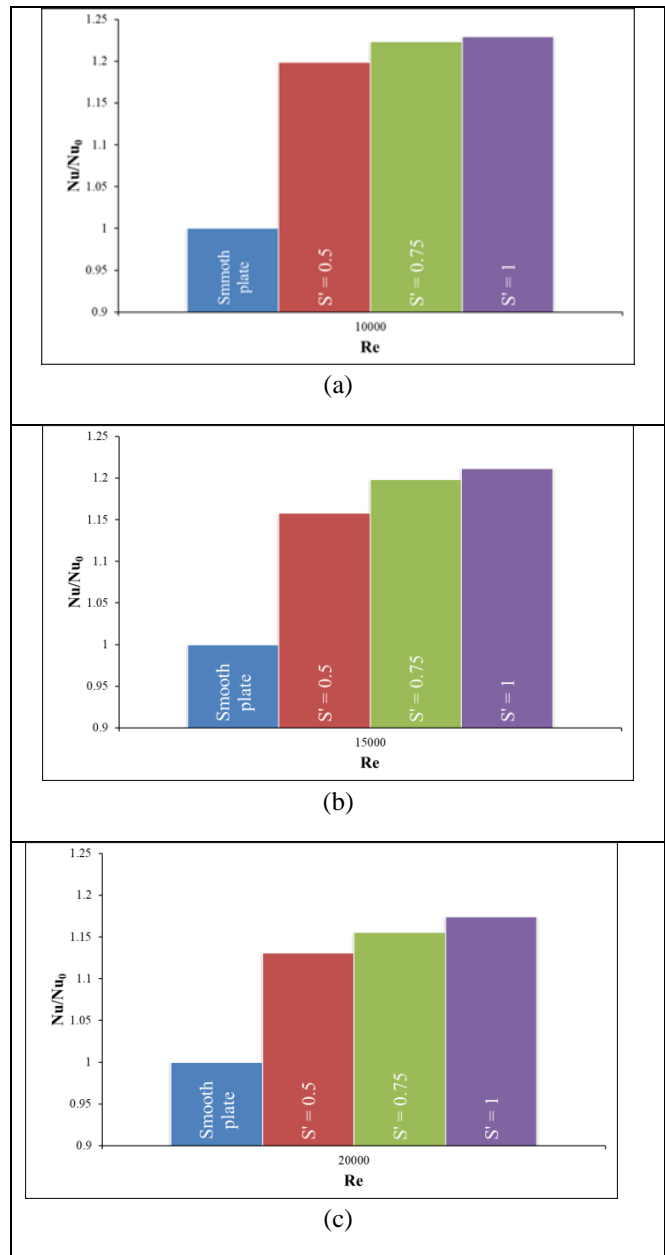 1.25
1.2
1.15
1.1
1.05
1
0.95
0.9
Nu/Nu₀
Smmoth
plate
S' = 0.5
S' = 0.75
S' = 1
10000
Re
(a)
1.25
1.2
1.15
1.1
1.05
1
0.95
0.9
Nu/Nu₀
Smooth
plate
S' = 0.5
S' = 0.75
S' = 1
15000
Re
(b)
1.25
1.2
1.15
1.1
1.05
1
0.95
0.9
Nu/Nu₀
Smooth
plate
S' = 0.5
S' = 0.75
S' = 1
20000
Re
(c)